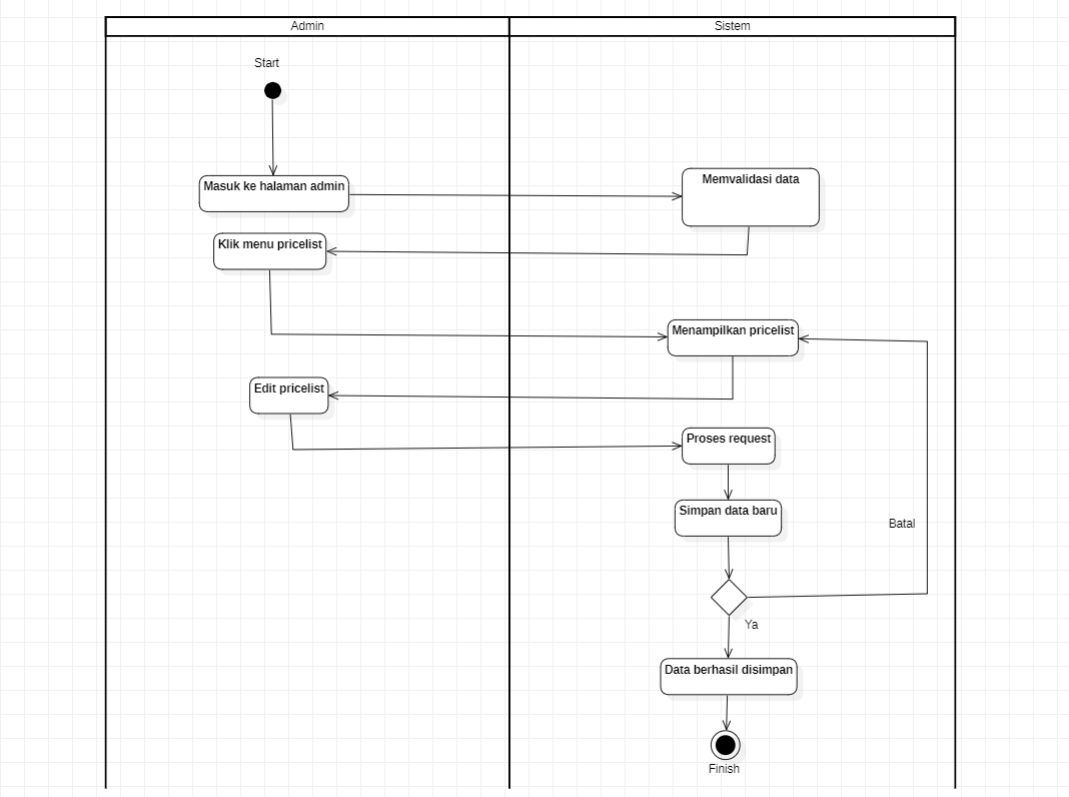 Admin
Sistem
Start
Masuk ke halaman admin
Memvalidasi data
Klik menu pricelist
Menampilkan pricelist
Edit pricelist
Proses request
Simpan data baru
Batal
Ya
Data berhasil disimpan
Finish